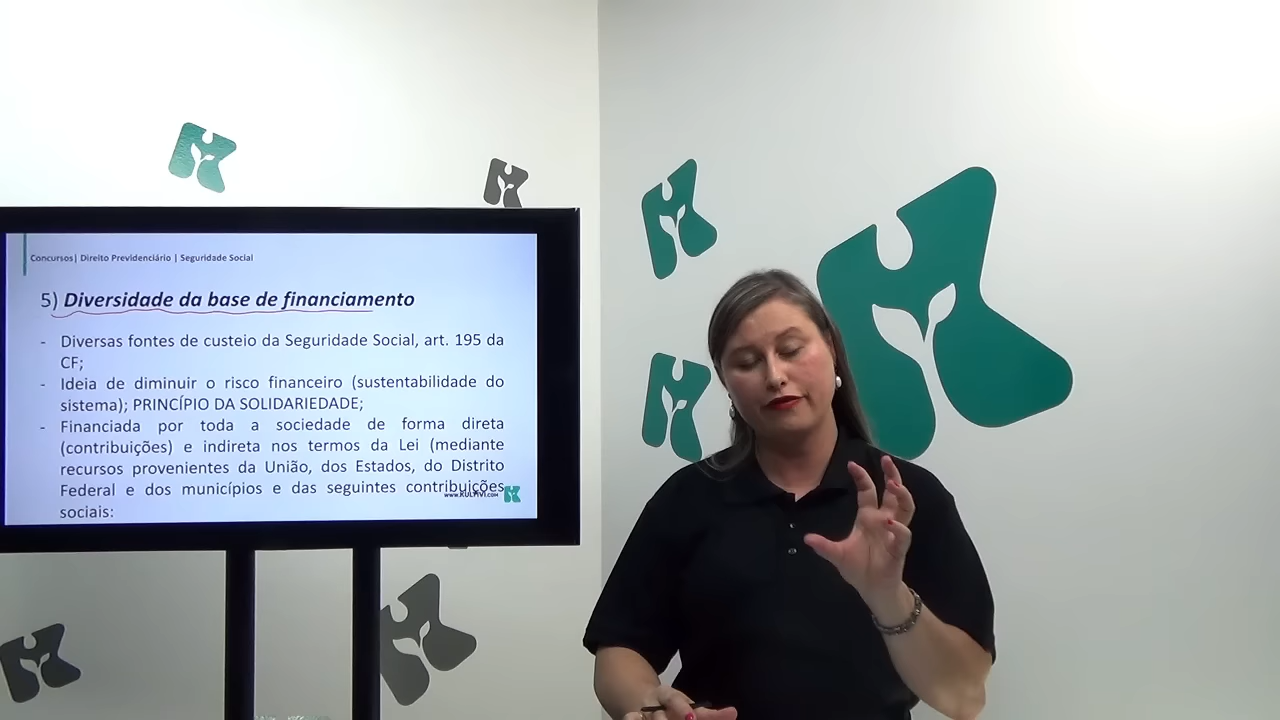 Concursos| Direito Previdenciário | Seguridade Social
5) Diversidade da base de financiamento
- Diversas fontes de custeio da Seguridade Social, art. 195 da
CF;
- Ideia de diminuir o risco financeiro (sustentabilidade do
sistema); PRINCÍPIO DA SOLIDARIEDADE;
- Financiada por toda a sociedade de forma direta
(contribuições) e indireta nos termos da Lei (mediante
recursos provenientes da União, dos Estados, do Distrito
Federal e dos municípios e das seguintes contribuições
www.KULTIVI.COM
sociais: